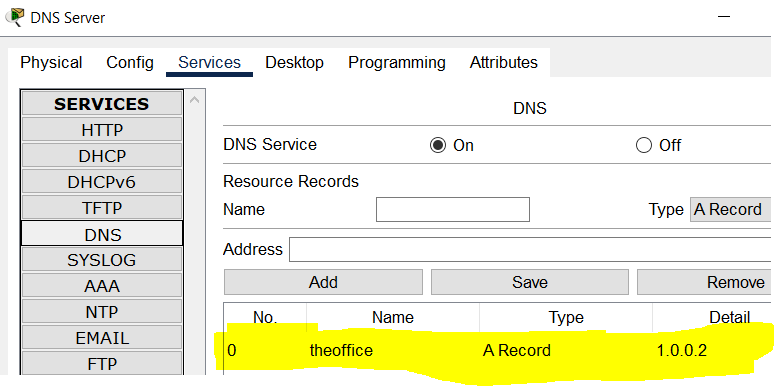 DNS Server
Physical Config Services Desktop Programming Attributes
SERVICES
HTTP
DHCP
DHCPv6
TFTP
DNS
SYSLOG
AAA
NTP
EMAIL
FTP
DNS
DNS Service On Off
Resource Records
Name Type A Record
Address
Add Save Remove
No. Name Type Detail
0 theoffice A Record 1.0.0.2